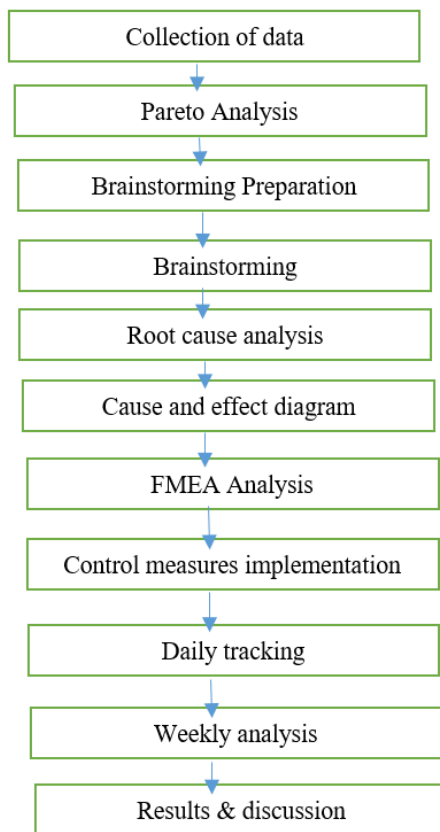 Collection of data
Pareto Analysis
Brainstorming Preparation
Brainstorming
Root cause analysis
Cause and effect diagram
FMEA Analysis
Control measures implementation
Daily tracking
Weekly analysis
Results & discussion